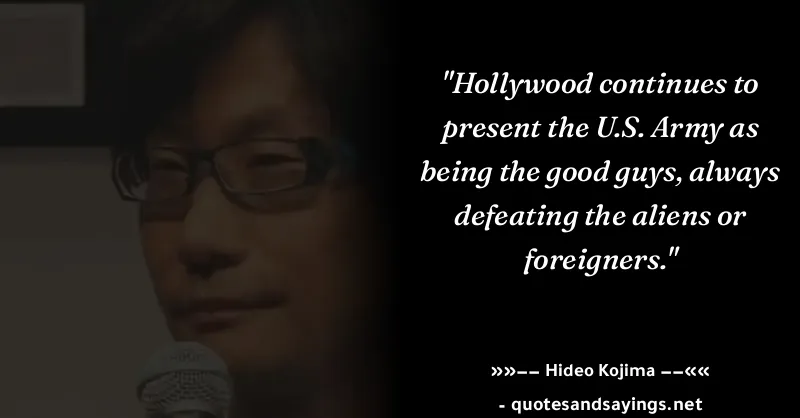 "Hollywood continues to
present the U.S. Army as
being the good guys, always
defeating the aliens or
foreigners."
»»−− Hideo Kojima −−««
- quotesandsayings.net